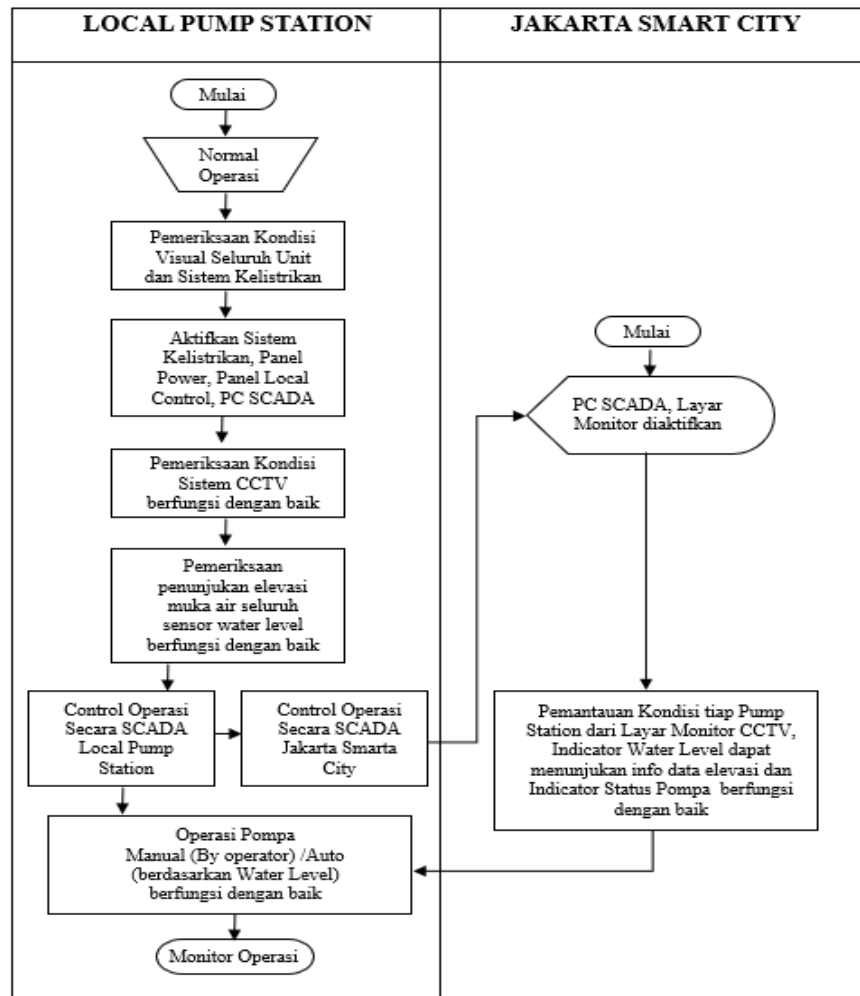 LOCAL PUMP STATION
JAKARTA SMART CITY
Mulai
Normal
Operasi
Pemeriksaan Kondisi
Visual Seluruh Unit
dan Sistem Kelistrikan
Aktifkan Sistem
Kelistrikan, Panel
Power, Panel Local
Control, PC SCADA
Pemeriksaan Kondisi
Sistem CCTV
berfungsi dengan baik
Pemeriksaan
penunjukan elevasi
muka air seluruh
sensor water level
berfungsi dengan baik
Control Operasi
Secara SCADA
Local Pump
Station
Control Operasi
Secara SCADA
Jakarta Smarta
City
Operasi Pompa
Manual (By operator) /Auto
(berdasarkan Water Level)
berfungsi dengan baik
Monitor Operasi
Mulai
PC SCADA, Layar
Monitor diaktifkan
Pemantauan Kondisi tiap Pump
Station dari Layar Monitor CCTV,
Indicator Water Level dapat
menunjukan info data elevasi dan
Indicator Status Pompa berfungsi
dengan baik